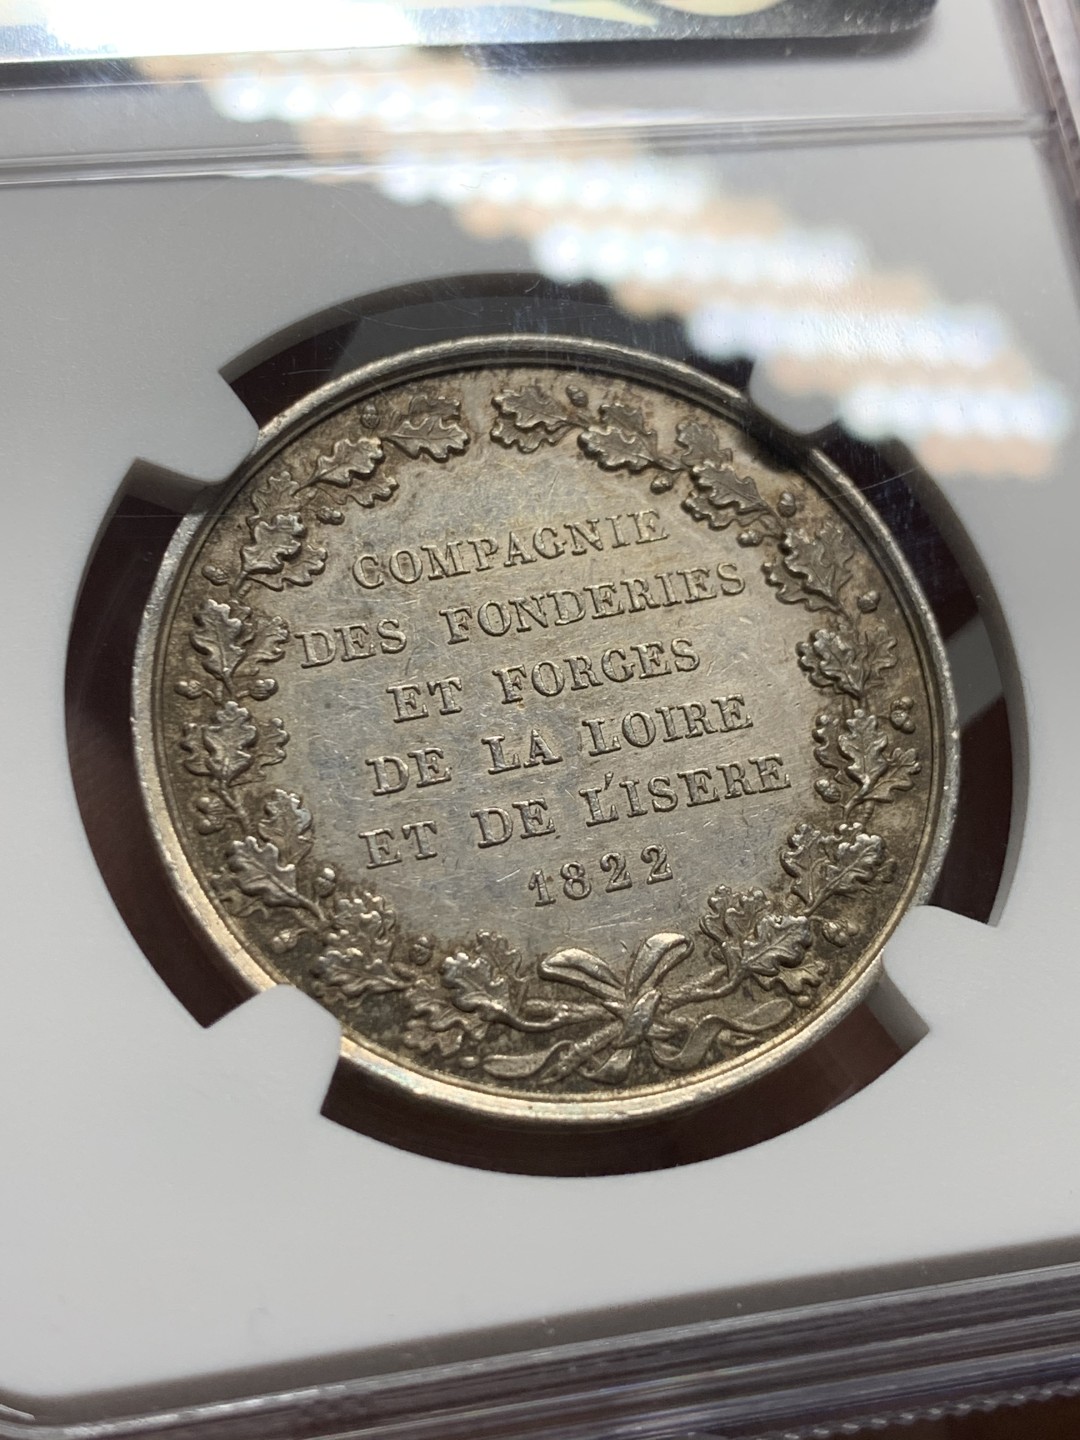 COMPAGNIE
DES FONDERIES
ET FORGES
DE LA LOIRE
ET DE L'ISERE
1822